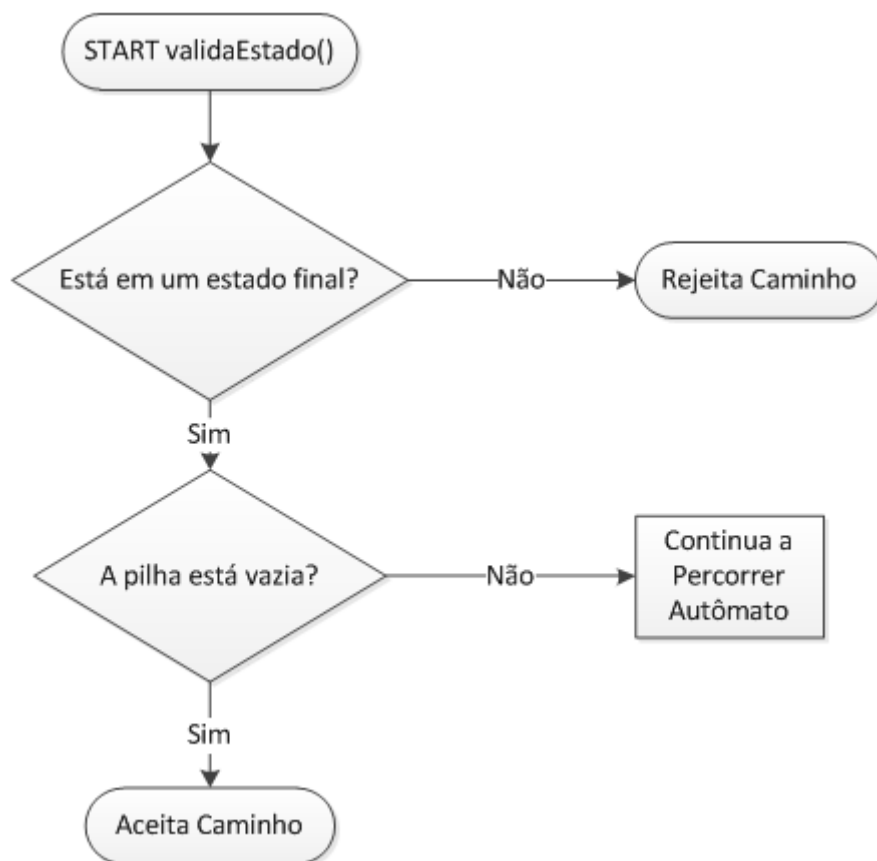 START validaEstado()
Está em um estado final?
Não
Rejeita Caminho
Sim
A pilha está vazia?
Não
Continua a
Percorrer
Autômato
Sim
Aceita Caminho